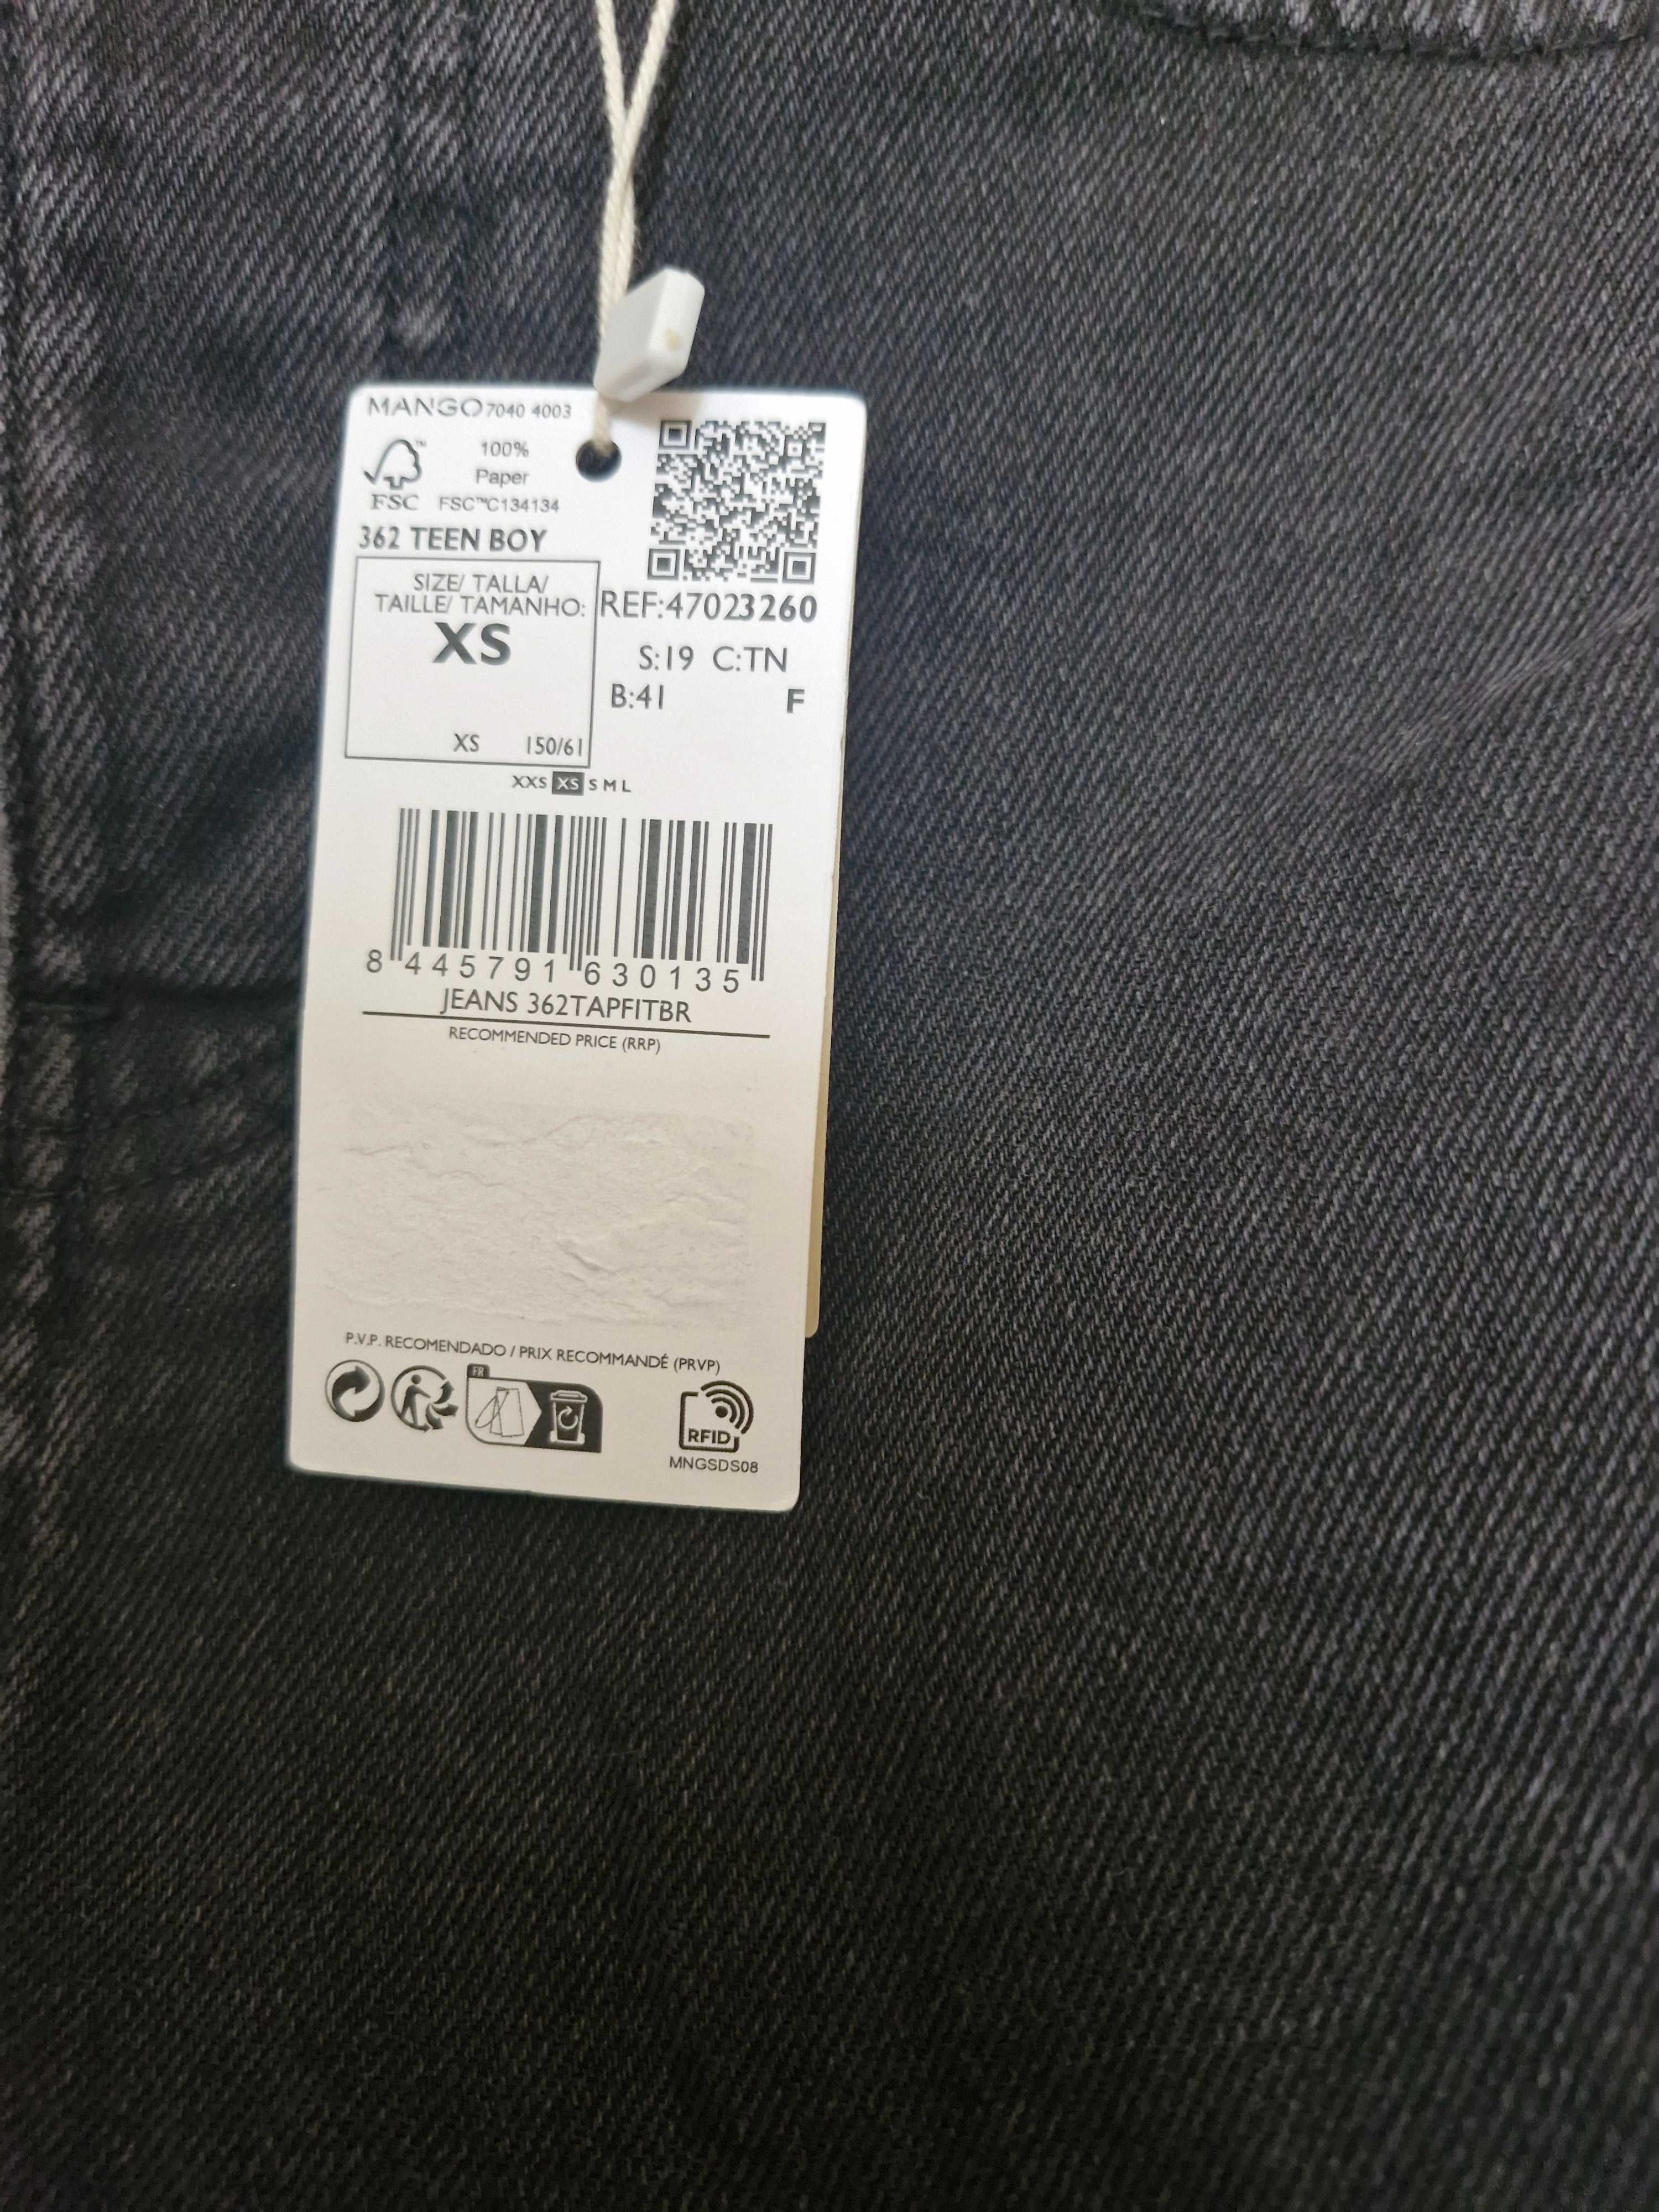 MANGO 7040 4003
100%
Paper
FSC™
FSC™C134134
362 TEEN BOY
SIZE/ TALLA/
TAILLE/ TAMANHO:
XS
XS 150/61
REF:47023260
S:19 C:TN
B:41 F
XXS XS S M L
8 445791 630135
JEANS 362TAPFITBR
RECOMMENDED PRICE (RRP)
P.V.P. RECOMENDADO / PRIX RECOMMANDÉ (PRVP)
FR
RFID
MNGSDS08